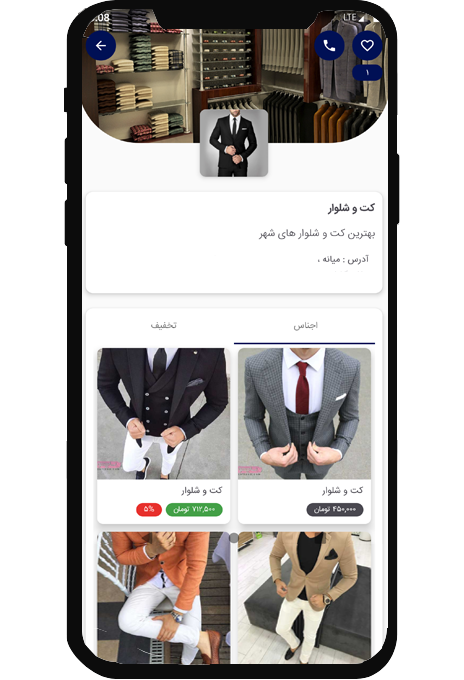 :08
LTE
۱
کت و شلوار
بهترین کت و شلوار های شهر
آدرس : میانه ،
اجناس
تخفیف
کت و شلوار
۴۵۰,۰۰۰ تومان
کت و شلوار
۷۱۲,۵۰۰ تومان
۵%